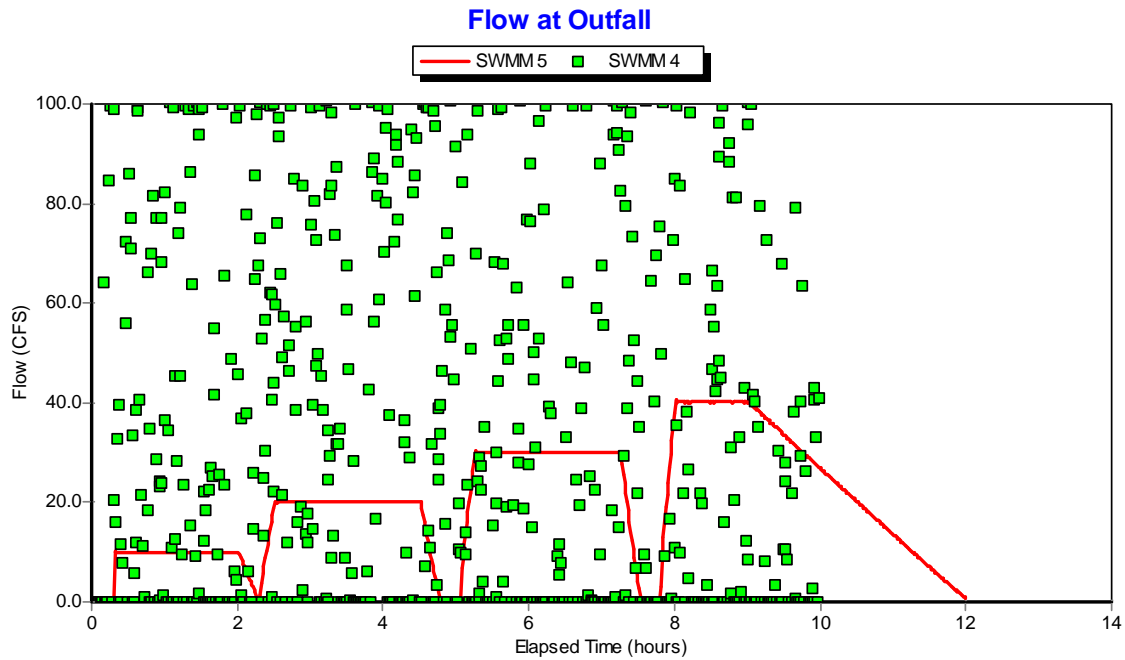 Flow at Outfall
SWMM 5 SWMM 4
100.0
80.0
60.0
40.0
20.0
0.0
Flow (CFS)
0 2 4 6 8 10 12 14
Elapsed Time (hours)